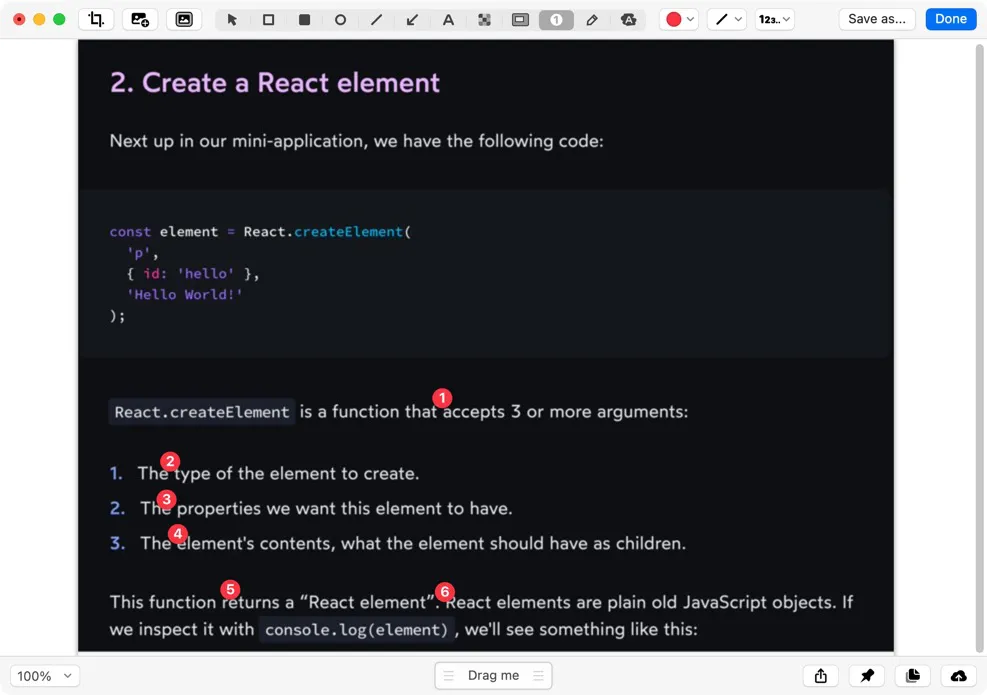 1
A
123..
Save as...
Done
2. Create a React element
Next up in our mini-application, we have the following code:
const element = React.createElement(
'p',
{ id: 'hello' },
'Hello World!'
);
1
React.createElement is a function that accepts 3 or more arguments:
2
1. The type of the element to create.
3
2. The properties we want this element to have.
4
3. The element's contents, what the element should have as children.
5 6
This function returns a “React element”. React elements are plain old JavaScript objects. If
we inspect it with console.log(element), we'll see something like this:
100%
Drag me